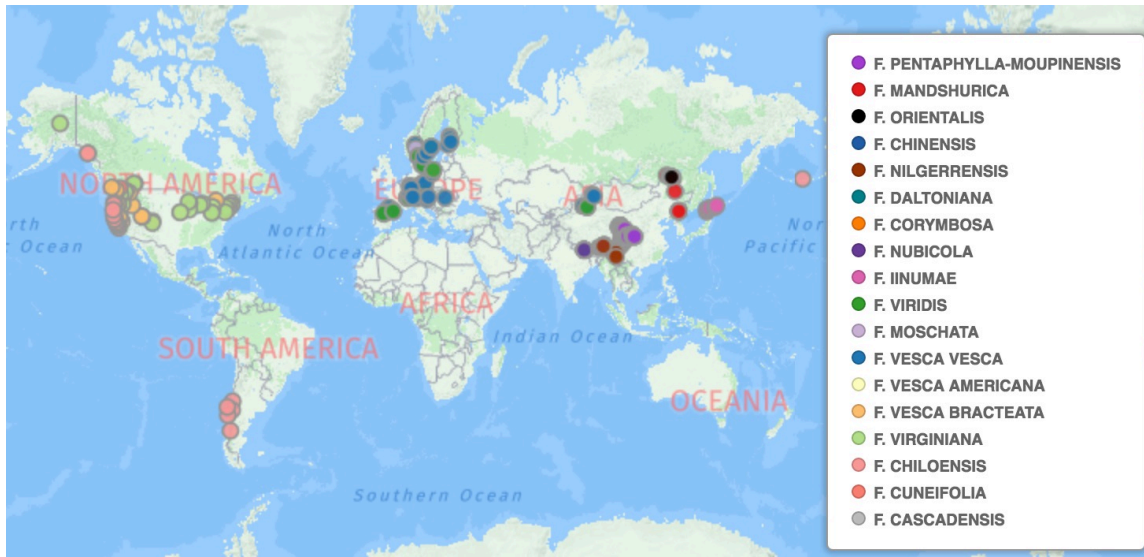 NORTH AMERICA
EUROPE
ASIA
rth
c Ocean
North
Atlantic Ocean
North
Pacific
AFRICA
Indian Ocean
SOUTH AMERICA
OCEANIA
Southern Ocean
F. PENTAPHYLLA-MOUPINENSIS
F. MANDSHURICA
F. ORIENTALIS
F. CHINENSIS
F. NILGERRENSIS
F. DALTONIANA
F. CORYMBOSA
F. NUBICOLA
F. IINUMAE
F. VIRIDIS
F. MOSCHATA
F. VESCA VESCA
F. VESCA AMERICANA
F. VESCA BRACTEATA
F. VIRGINIANA
F. CHILOENSIS
F. CUNEIFOLIA
F. CASCADENSIS